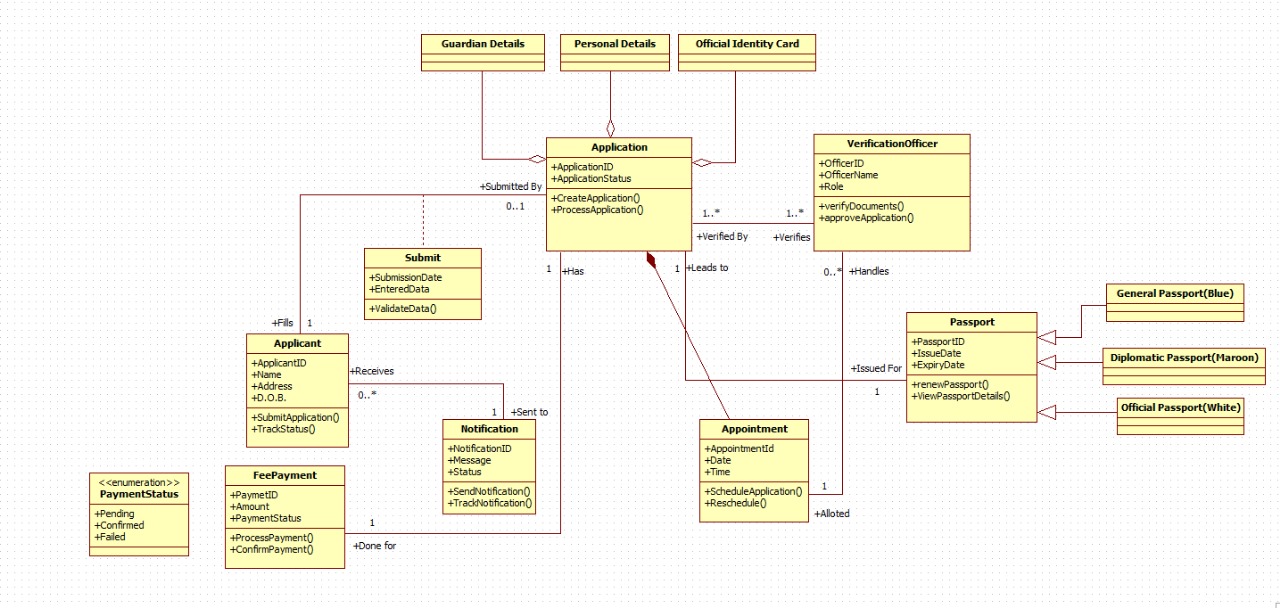 Guardian Details
Personal Details
Official Identity Card
Application
+ApplicationID
+ApplicationStatus
+CreateApplication()
+ProcessApplication()
VerificationOfficer
+OfficerID
+OfficerName
+Role
+verifyDocuments()
+approveApplication()
+Submitted By
0..1
1..*
1..*
+Verified By
+Verifies
Submit
+SubmissionDate
+EnteredData
+ValidateData()
1
+Has
1
+Leads to
0..*
+Handles
+Fills
1
Applicant
+ApplicantID
+Name
+Address
+D.O.B.
+SubmitApplication()
+TrackStatus()
+Receives
0..*
1
+Sent to
Passport
+PassportID
+IssueDate
+ExpiryDate
+renewPassport()
+ViewPassportDetails()
+Issued For
1
General Passport(Blue)
Diplomatic Passport(Maroon)
Official Passport(White)
Notification
+NotificationID
+Message
+Status
+SendNotification()
+TrackNotification()
Appointment
+AppointmentId
+Date
+Time
+ScheduleApplication()
+Reschedule()
1
+Alloted
<<enumeration>>
PaymentStatus
+Pending
+Confirmed
+Failed
FeePayment
+PaymetID
+Amount
+PaymentStatus
+ProcessPayment()
+ConfirmPayment()
1
+Done for